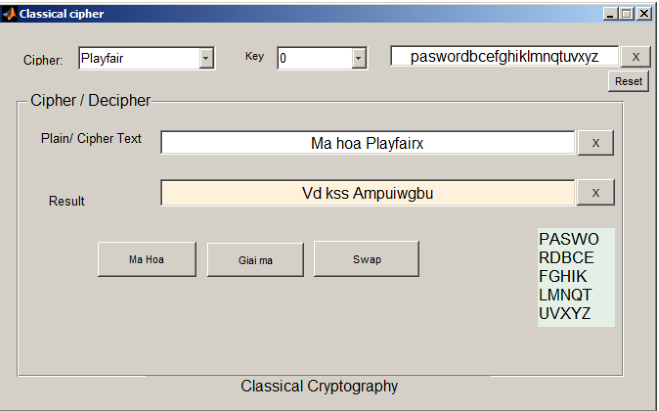 Classical cipher
Cipher: Playfair Key 0 paswordbcefghiklmnqtuvxyz x
Reset
Cipher / Decipher
Plain/ Cipher Text Ma hoa Playfairx x
Result Vd kss Ampuiwgbu x
Ma Hoa Giai ma Swap
PASWO
RDBCE
FGHIK
LMNQT
UVXYZ
Classical Cryptography